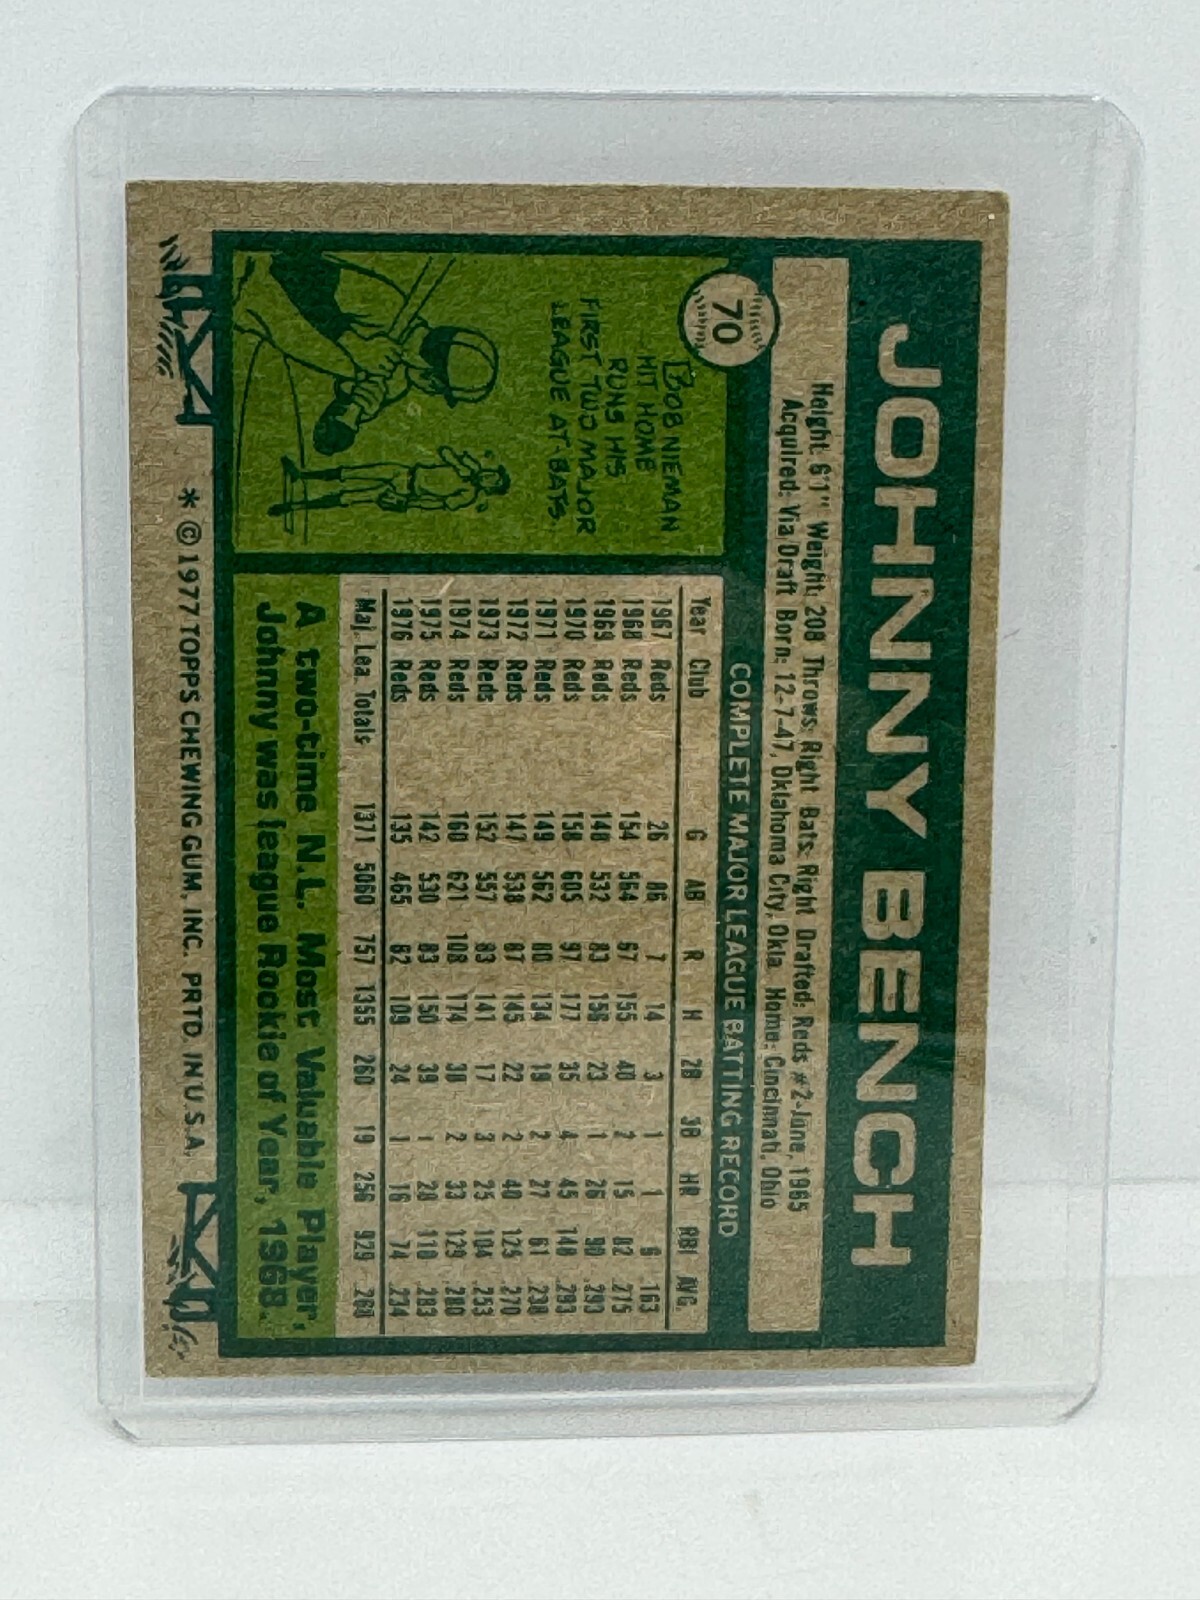 JOHNNY BENCH
Height: 6'1" Weight: 208 Throws: Right Bats: Right Drafted: Reds #2-June, 1965
Acquired: Via Draft Born: 12-7-47, Oklahoma City, Okla. Home: Cincinnati, Ohio
70
BOB NIEMAN
HIT HOME
RUNS HIS
FIRST TWO MAJOR
LEAGUE AT-BATS.
COMPLETE MAJOR LEAGUE BATTING RECORD
Year Club G AB R H 2B 3B HR RBI AVG.
1967 Reds 26 86 7 14 3 1 1 6 .163
1968 Reds 154 564 67 155 40 2 15 82 .275
1969 Reds 148 532 83 156 23 1 26 90 .293
1970 Reds 158 605 97 177 35 4 45 148 .293
1971 Reds 149 562 80 134 19 2 27 61 .238
1972 Reds 147 538 87 145 22 2 40 125 .270
1973 Reds 152 557 83 141 17 3 25 104 .253
1974 Reds 160 621 108 174 38 2 33 129 .280
1975 Reds 142 530 83 150 39 1 28 110 .283
1976 Reds 135 465 62 109 24 1 16 74 .234
Maj. Lea. Totals 1371 5060 757 1355 260 19 256 929 .268
A two-time N.L. Most Valuable Player,
Johnny was league Rookie of Year, 1968.
* © 1977 TOPPS CHEWING GUM, INC. PRTD. IN U.S.A.